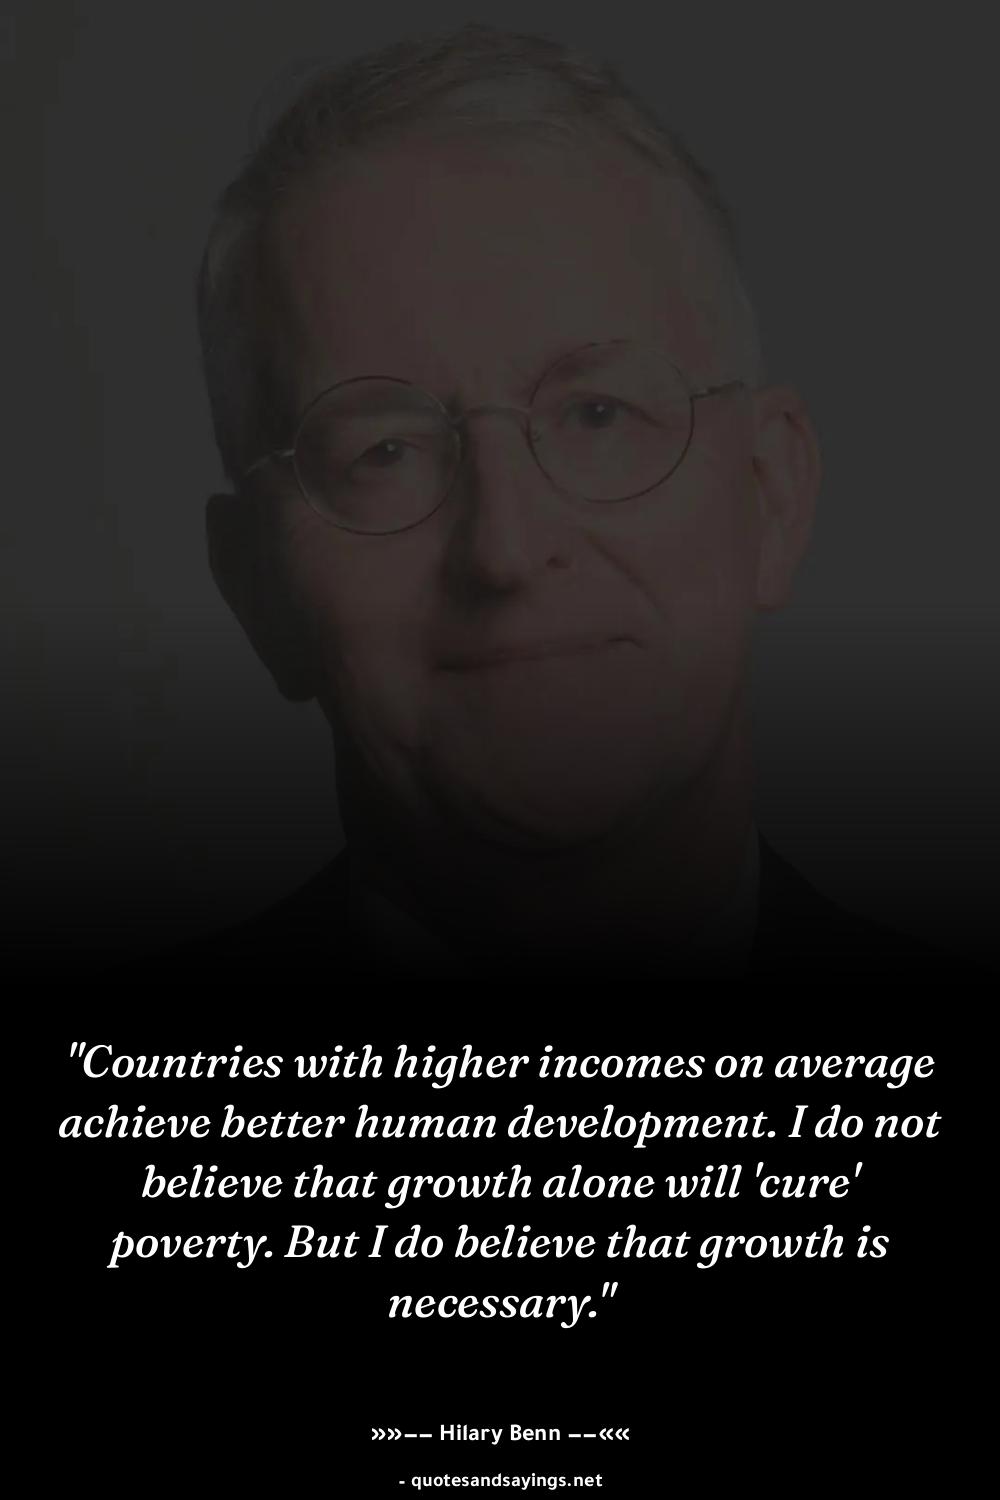 "Countries with higher incomes on average
achieve better human development. I do not
believe that growth alone will 'cure'
poverty. But I do believe that growth is
necessary."
»»—— Hilary Benn ——««
- quotesandsayings.net